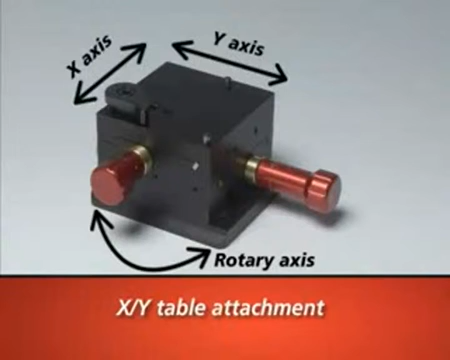 X axis
Y axis
Rotary axis
X/Y table attachment